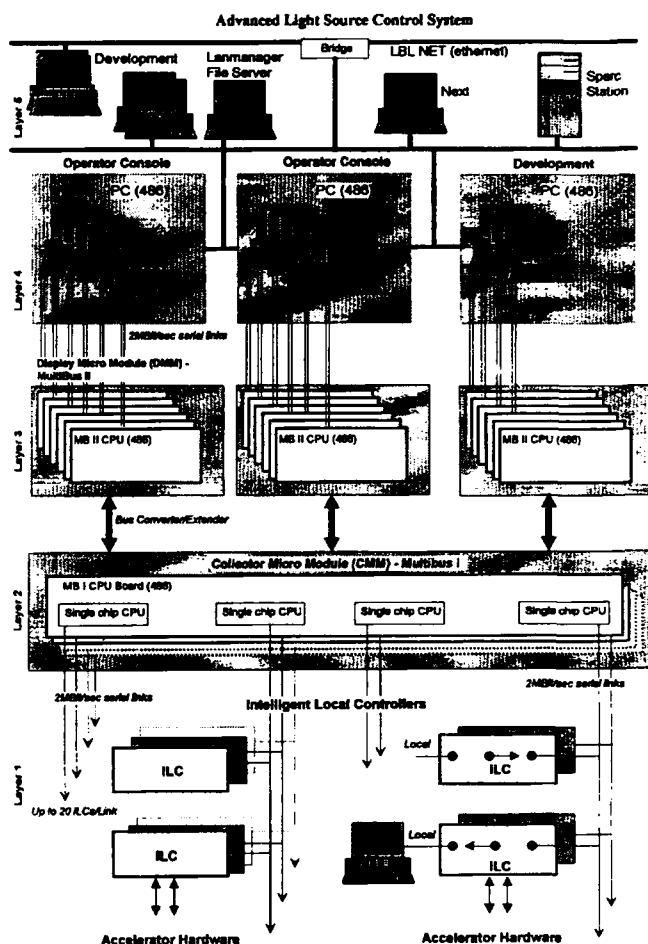 Advanced Light Source Control System
Bridge
LBL NET (ethernet)
Development
Lanmanager
File Server
Next
Sparc
Station
Layer 5
Operator Console
Operator Console
Development
PC (486)
PC (486)
PC (486)
Layer 4
2MBit/sec serial links
Display Micro Module (DMM) -
MultiBus II
MB II CPU (486)
MB II CPU (486)
MB II CPU (486)
Layer 3
Bus Converter/Extender
Collector Micro Module (CMM) - Multibus I
MB I CPU Board (486)
Single chip CPU
Single chip CPU
Single chip CPU
Single chip CPU
Layer 2
2MBit/sec serial links
2MBit/sec serial links
Intelligent Local Controllers
Local
ILC
ILC
Layer 1
Up to 20 ILCs/Link
Local
ILC
ILC
Accelerator Hardware
Accelerator Hardware